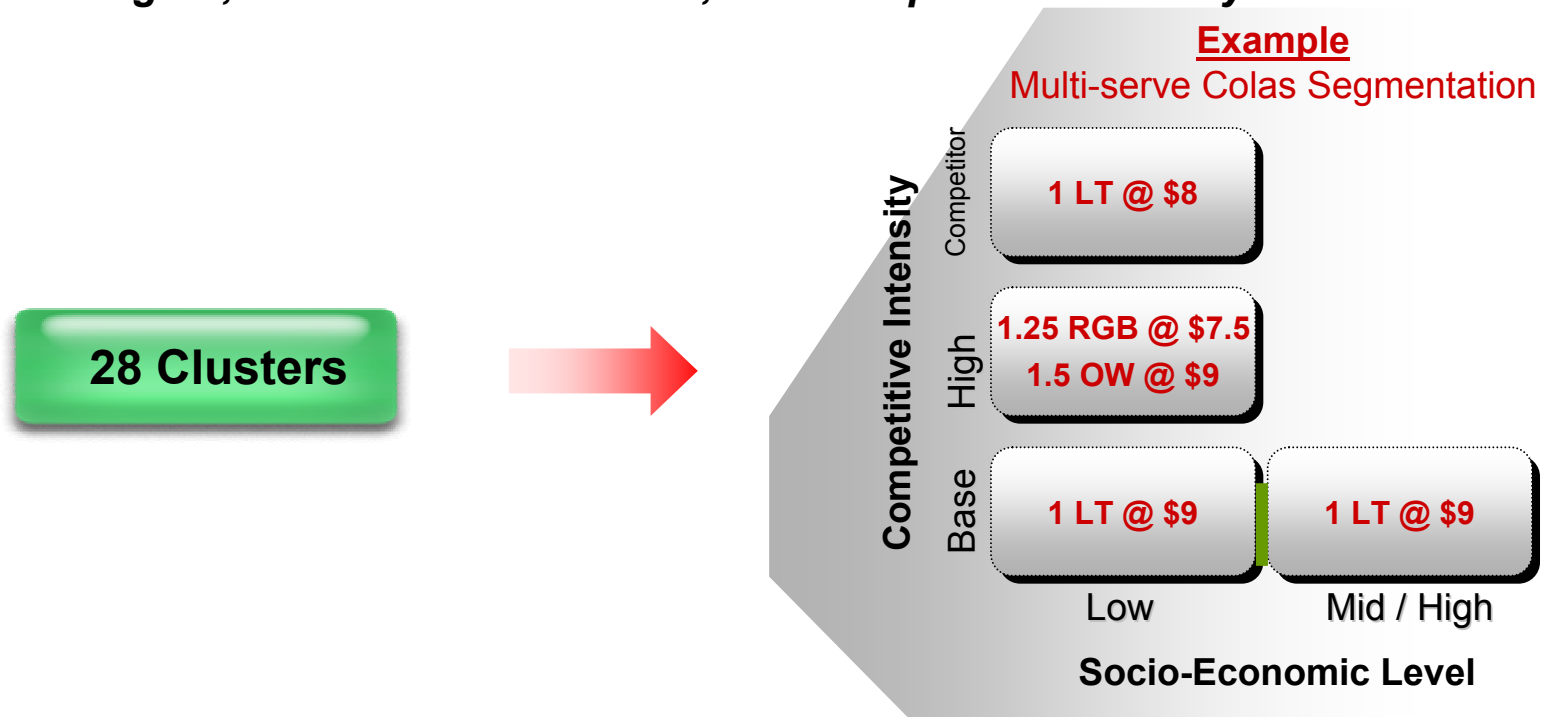 Example
Multi-serve Colas Segmentation
28 Clusters
Competitive Intensity
Competitor
1 LT @ $8
High
1.25 RGB @ $7.5
1.5 OW @ $9
Base
1 LT @ $9
1 LT @ $9
Low
Mid / High
Socio-Economic Level